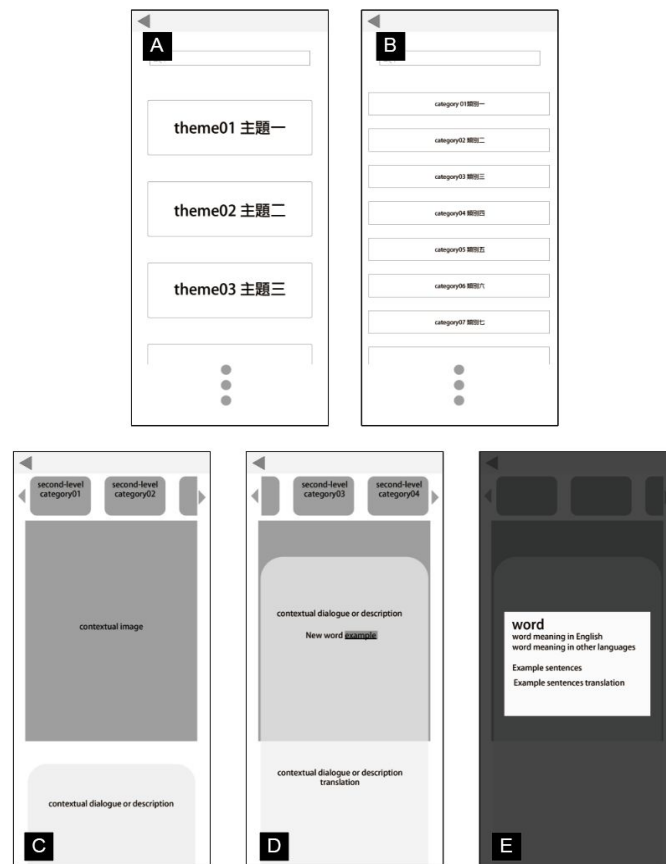 A
theme01 主題一
theme02 主題二
theme03 主題三
B
category 01類別一
category02 類別二
category03 類別三
category04 類別四
category05 類別五
category06 類別六
category07 類別七
second-level
category01
second-level
category02
contextual image
contextual dialogue or description
C
second-level
category03
second-level
category04
contextual dialogue or description
New word example
contextual dialogue or description
translation
D
word
word meaning in English
word meaning in other languages
Example sentences
Example sentences translation
E